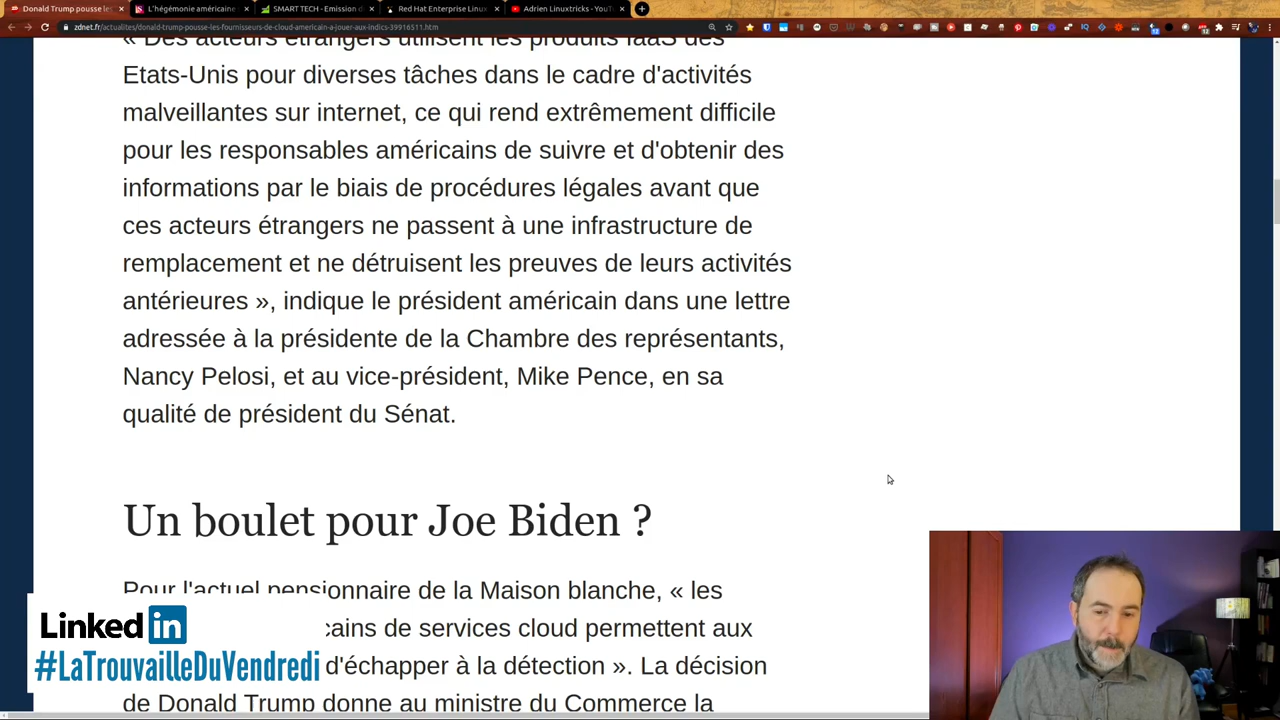 Donald Trump pousse les
L'hégémonie américaine
SMART TECH - Emission d
Red Hat Enterprise Linux
Adrien Linuxtricks - YouTu
zdnet.fr/actualites/donald-trump-pousse-les-fournisseurs-de-cloud-americain-a-jouer-aux-indics-39916511.htm
« Des acteurs étrangers utilisent les produits IaaS des
Etats-Unis pour diverses tâches dans le cadre d'activités
malveillantes sur internet, ce qui rend extrêmement difficile
pour les responsables américains de suivre et d'obtenir des
informations par le biais de procédures légales avant que
ces acteurs étrangers ne passent à une infrastructure de
remplacement et ne détruisent les preuves de leurs activités
antérieures », indique le président américain dans une lettre
adressée à la présidente de la Chambre des représentants,
Nancy Pelosi, et au vice-président, Mike Pence, en sa
qualité de président du Sénat.
Un boulet pour Joe Biden ?
Pour l'actuel pensionnaire de la Maison blanche, « les
cains de services cloud permettent aux
d'échapper à la détection ». La décision
de Donald Trump donne au ministre du Commerce la
Linked in
#LaTrouvailleDuVendredi